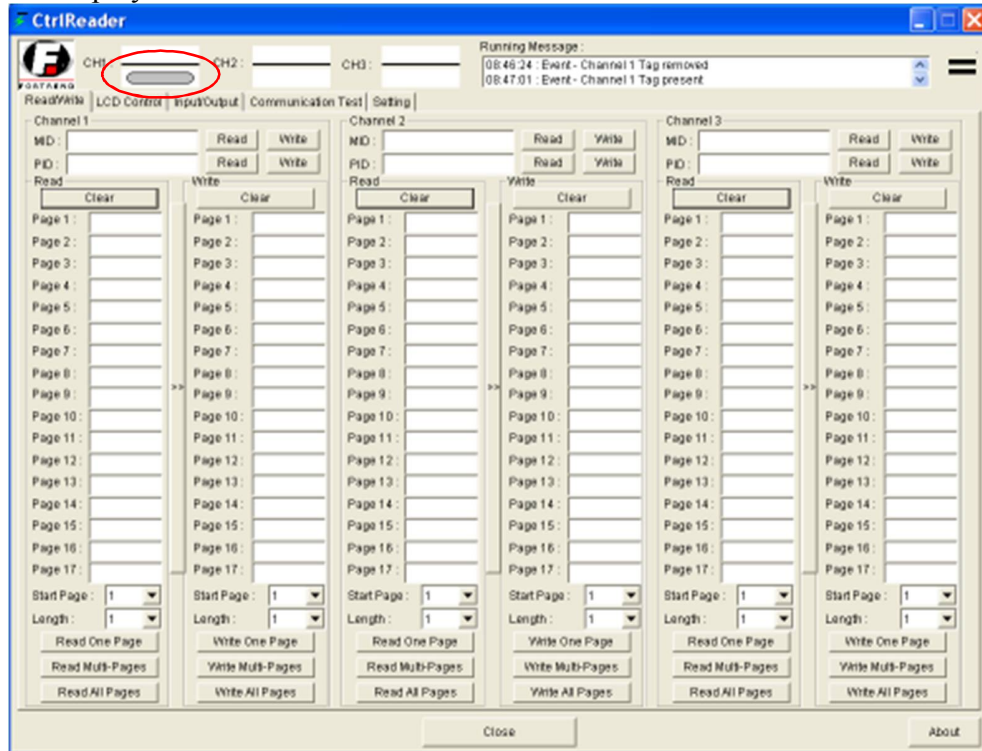 CtrlReader
FORTREND
CH1: CH2: CH3:
Running Message:
08:46:24 : Event - Channel 1 Tag removed
08:47:01 : Event - Channel 1 Tag present
Read/Write LCD Control Input/Output Communication Test Setting
Channel 1 Channel 2 Channel 3
MID: Read Write MID: Read Write MID: Read Write
PID: Read Write PID: Read Write PID: Read Write
Read Write Read Write Read Write
Clear Clear Clear Clear Clear Clear
Page 1: Page 1: Page 1: Page 1: Page 1: Page 1:
Page 2: Page 2: Page 2: Page 2: Page 2: Page 2:
Page 3: Page 3: Page 3: Page 3: Page 3: Page 3:
Page 4: Page 4: Page 4: Page 4: Page 4: Page 4:
Page 5: Page 5: Page 5: Page 5: Page 5: Page 5:
Page 6: Page 6: Page 6: Page 6: Page 6: Page 6:
Page 7: Page 7: Page 7: Page 7: Page 7: Page 7:
Page 8: Page 8: Page 8: Page 8: Page 8: Page 8:
>> >> >>
Page 9: Page 9: Page 9: Page 9: Page 9: Page 9:
Page 10: Page 10: Page 10: Page 10: Page 10: Page 10:
Page 11: Page 11: Page 11: Page 11: Page 11: Page 11:
Page 12: Page 12: Page 12: Page 12: Page 12: Page 12:
Page 13: Page 13: Page 13: Page 13: Page 13: Page 13:
Page 14: Page 14: Page 14: Page 14: Page 14: Page 14:
Page 15: Page 15: Page 15: Page 15: Page 15: Page 15:
Page 16: Page 16: Page 16: Page 16: Page 16: Page 16:
Page 17: Page 17: Page 17: Page 17: Page 17: Page 17:
Start Page: 1 Start Page: 1 Start Page: 1 Start Page: 1 Start Page: 1 Start Page: 1
Length: 1 Length: 1 Length: 1 Length: 1 Length: 1 Length: 1
Read One Page Write One Page Read One Page Write One Page Read One Page Write One Page
Read Multi-Pages Write Multi-Pages Read Multi-Pages Write Multi-Pages Read Multi-Pages Write Multi-Pages
Read All Pages Write All Pages Read All Pages Write All Pages Read All Pages Write All Pages
Close About